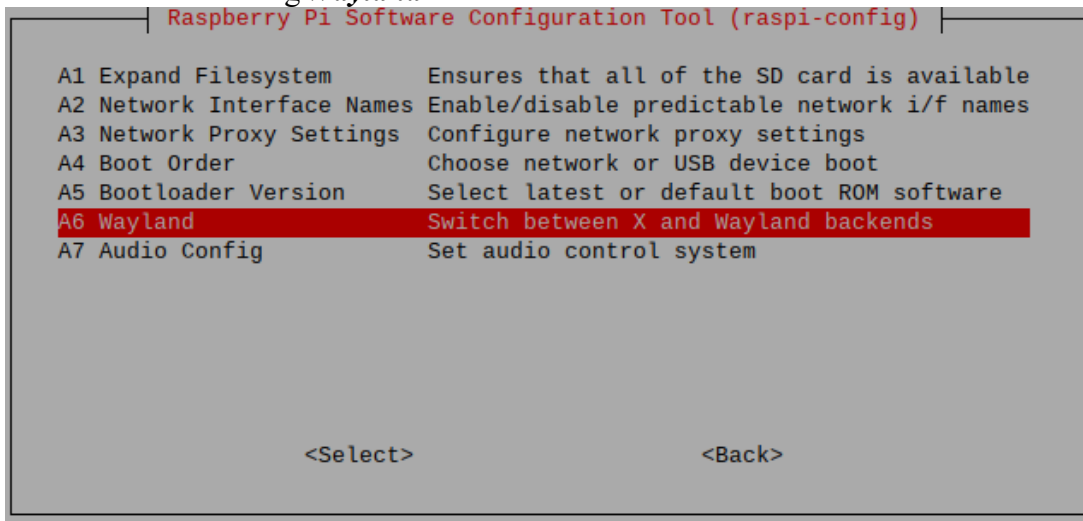 Raspberry Pi Software Configuration Tool (raspi-config)
A1 Expand Filesystem Ensures that all of the SD card is available
A2 Network Interface Names Enable/disable predictable network i/f names
A3 Network Proxy Settings Configure network proxy settings
A4 Boot Order Choose network or USB device boot
A5 Bootloader Version Select latest or default boot ROM software
A6 Wayland Switch between X and Wayland backends
A7 Audio Config Set audio control system
<Select> <Back>